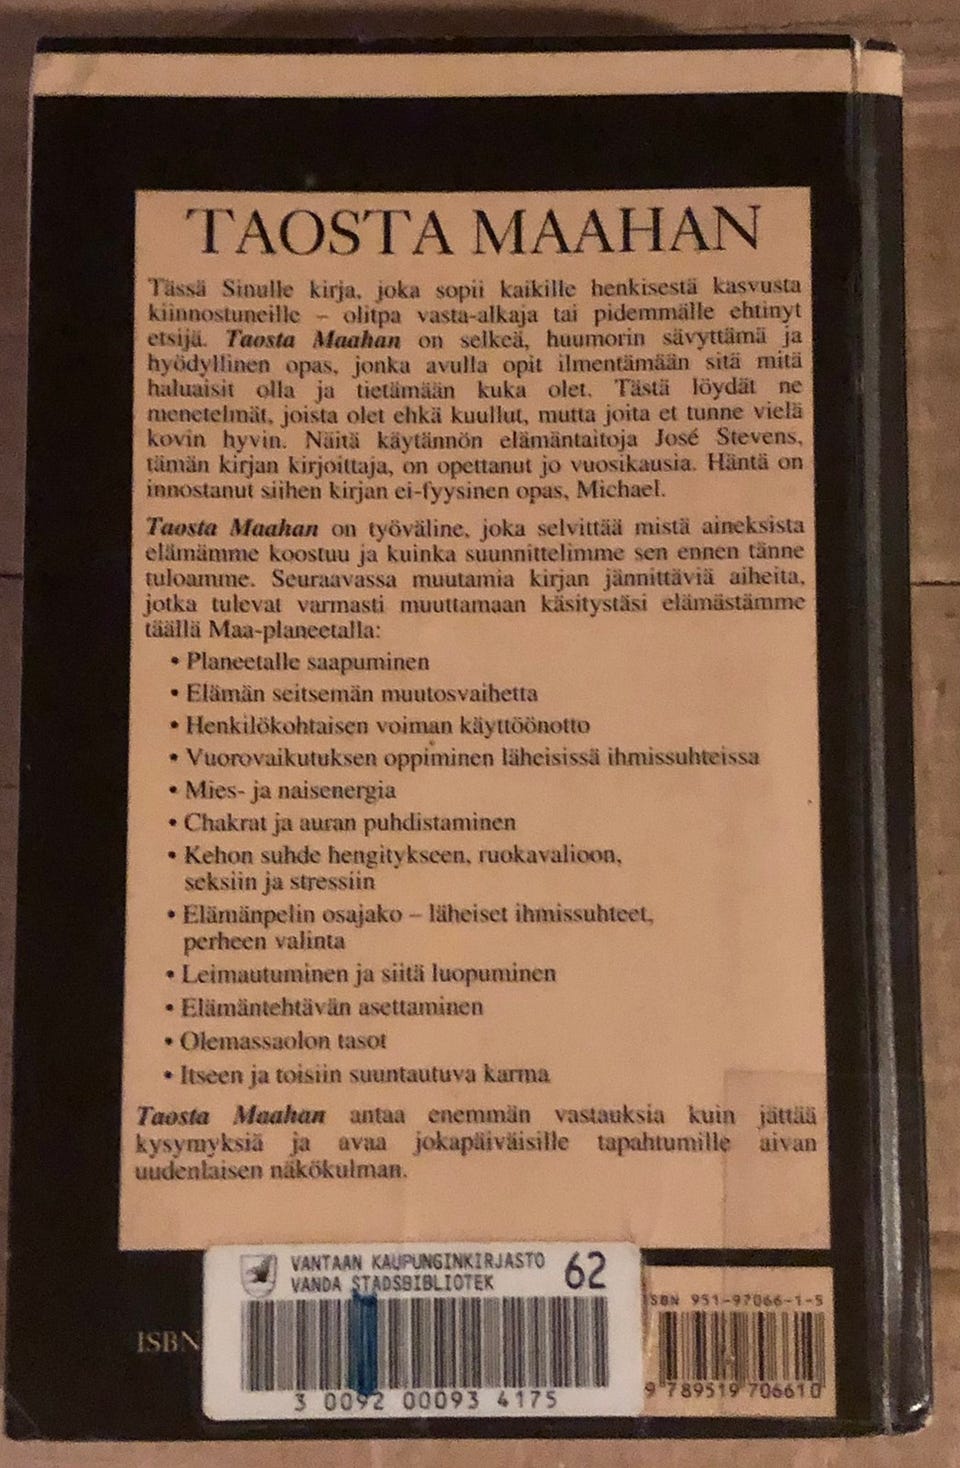 TAOSTA MAAHAN
Tässä Sinulle kirja, joka sopii kaikille henkisestä kasvusta
kiinnostuneille – olitpa vasta-alkaja tai pidemmälle ehtinyt
etsijä. Taosta Maahan on selkeä, huumorin sävyttämä ja
hyödyllinen opas, jonka avulla opit ilmentämään sitä mitä
haluaisit olla ja tietämään kuka olet. Tästä löydät ne
menetelmät, joista olet ehkä kuullut, mutta joita et tunne vielä
kovin hyvin. Näitä käytännön elämäntaitoja José Stevens,
tämän kirjan kirjoittaja, on opettanut jo vuosikausia. Häntä on
innostanut siihen kirjan ei-fyysinen opas, Michael.
Taosta Maahan on työväline, joka selvittää mistä aineksista
elämämme koostuu ja kuinka suunnittelimme sen ennen tänne
tuloamme. Seuraavassa muutamia kirjan jännittäviä aiheita,
jotka tulevat varmasti muuttamaan käsitystäsi elämästämme
täällä Maa-planeetalla:
• Planeetalle saapuminen
• Elämän seitsemän muutosvaihetta
• Henkilökohtaisen voiman käyttöönotto
• Vuorovaikutuksen oppiminen läheisissä ihmissuhteissa
• Mies- ja naisenergia
• Chakrat ja auran puhdistaminen
• Kehon suhde hengitykseen, ruokavalioon,
seksiin ja stressiin
• Elämänpelin osajako – läheiset ihmissuhteet,
perheen valinta
• Leimautuminen ja siitä luopuminen
• Elämäntehtävän asettaminen
• Olemassaolon tasot
• Itseen ja toisiin suuntautuva karma
Taosta Maahan antaa enemmän vastauksia kuin jättää
kysymyksiä ja avaa jokapäiväisille tapahtumille aivan
uudenlaisen näkökulman.
VANTAAN KAUPUNGINKIRJASTO 62
VANDA STADSBIBLIOTEK
3 0092 00093 4175
ISBN
ISBN 951-97066-1-5
9 789519 706610